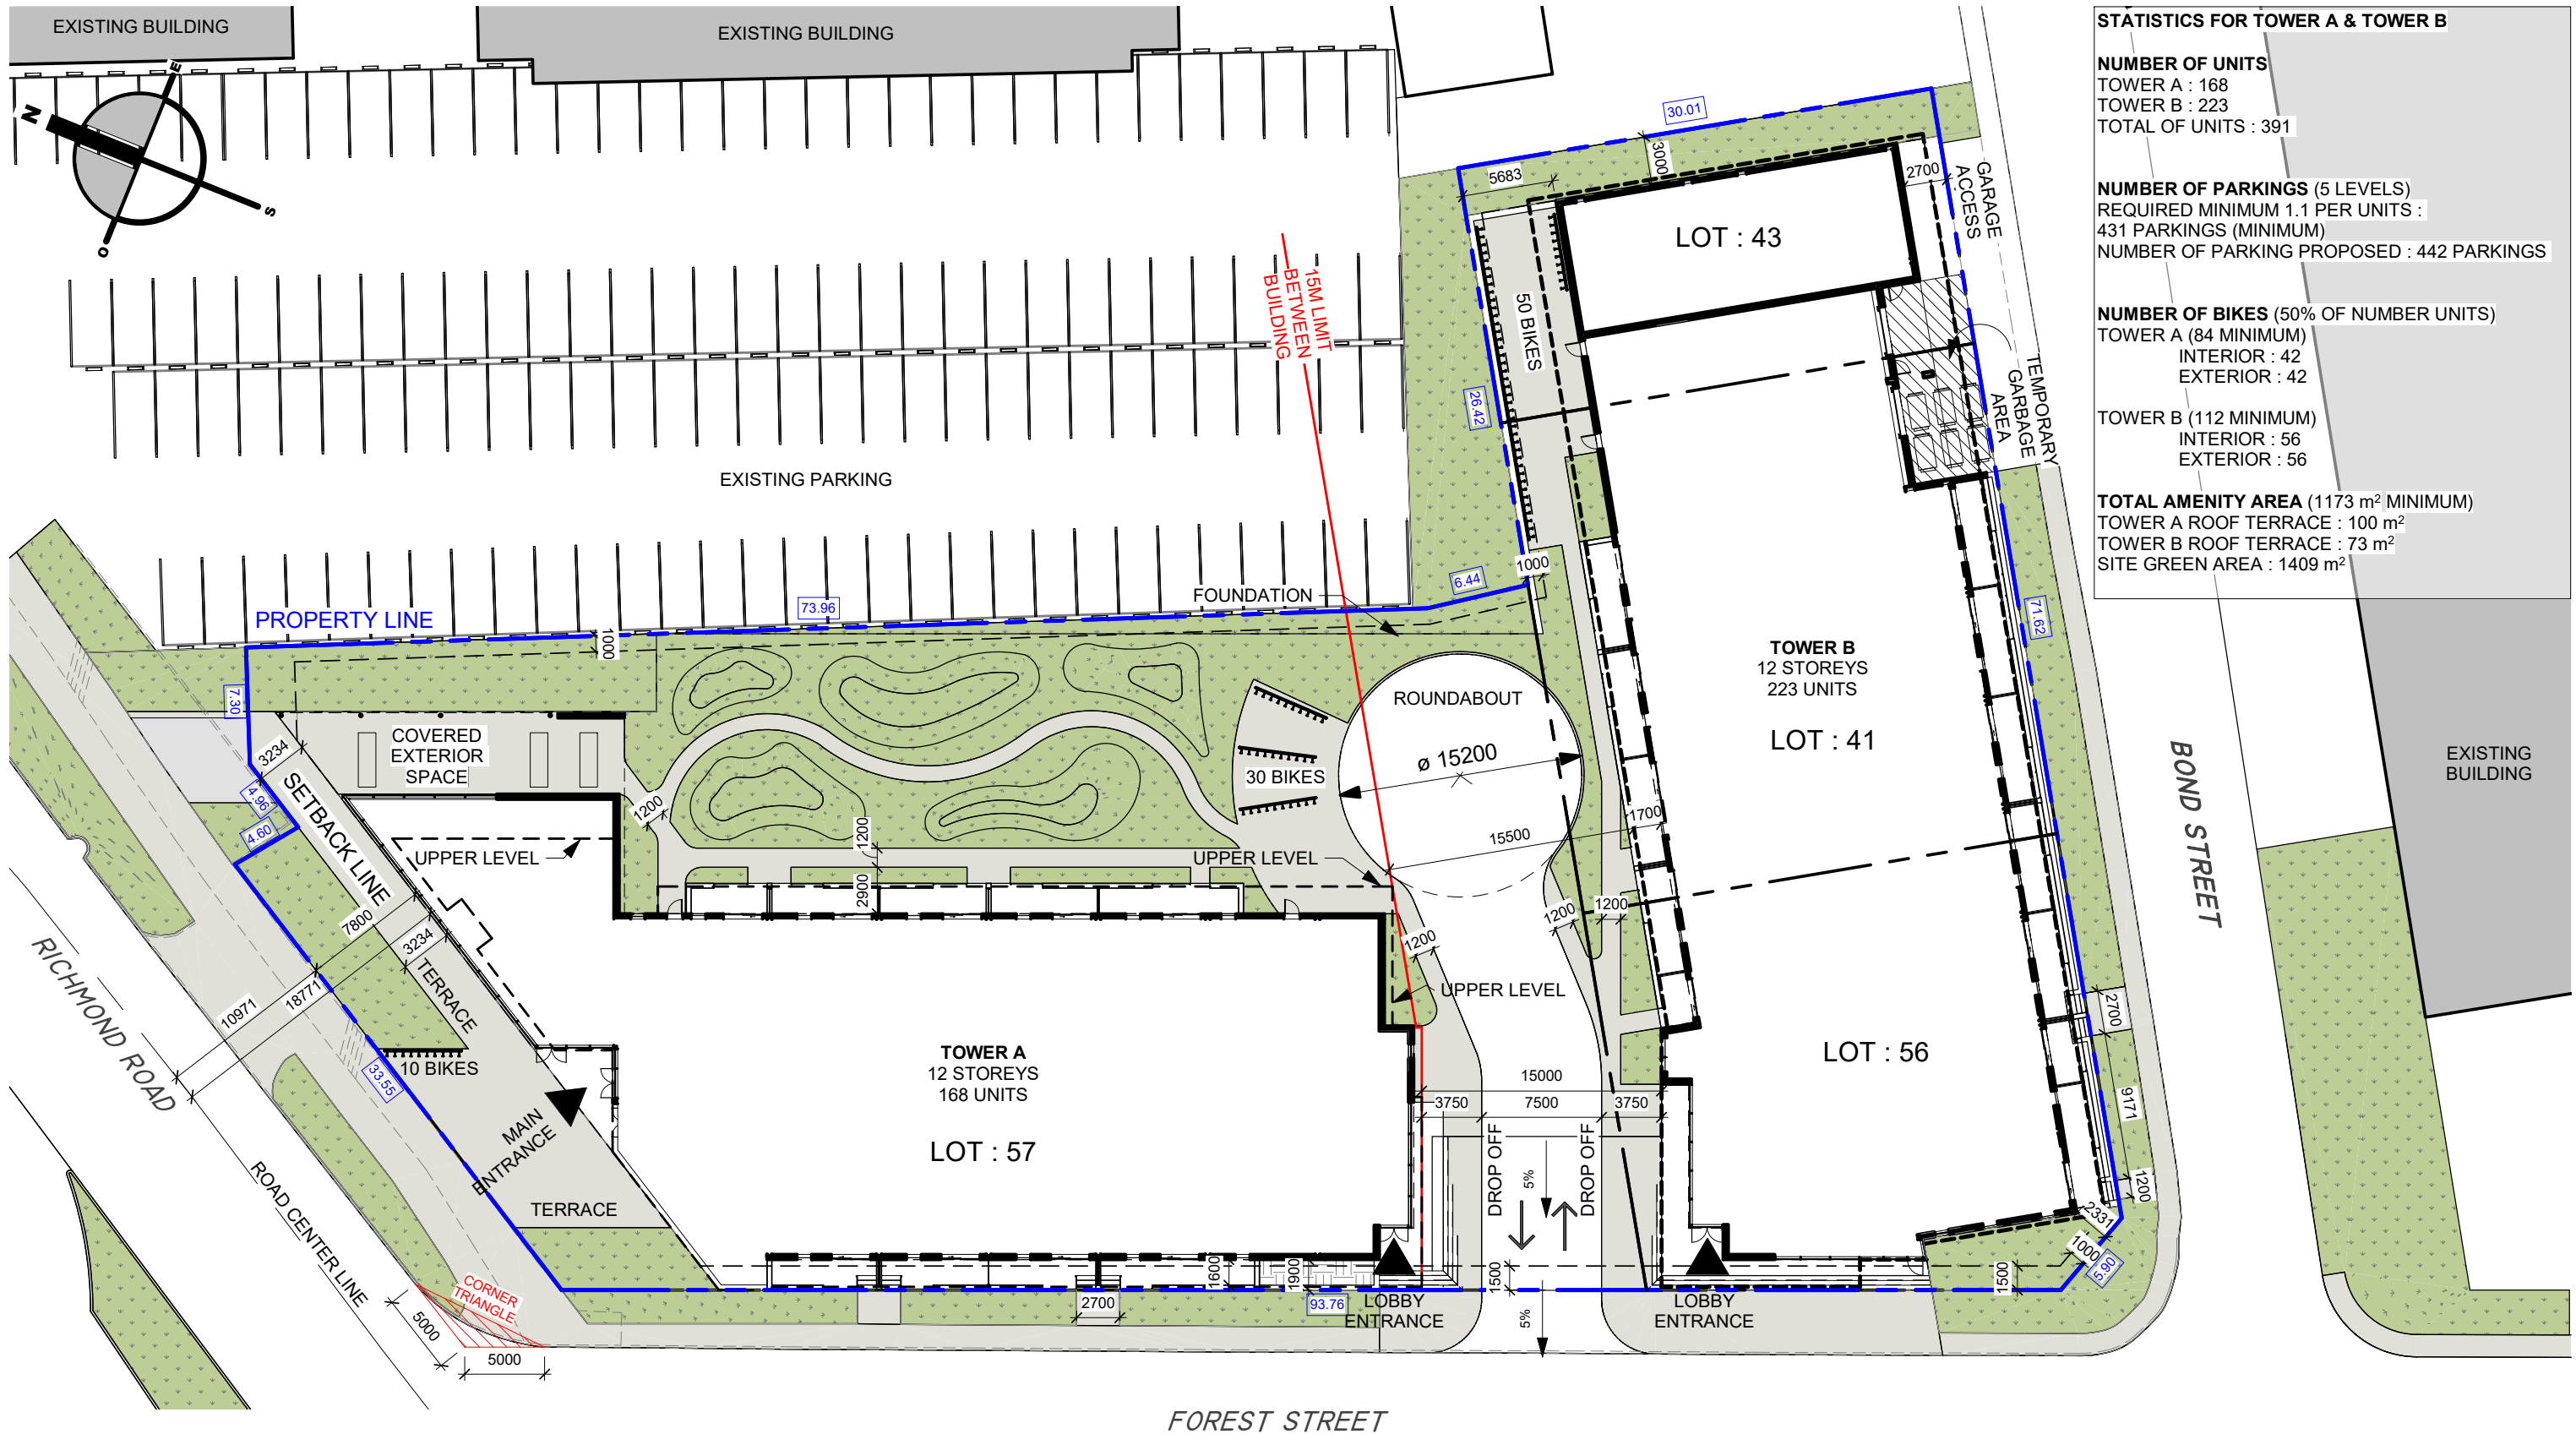 EXISTING BUILDING
EXISTING BUILDING
N
E
S
O
STATISTICS FOR TOWER A & TOWER B
NUMBER OF UNITS
TOWER A : 168
TOWER B : 223
TOTAL OF UNITS : 391
NUMBER OF PARKINGS (5 LEVELS)
REQUIRED MINIMUM 1.1 PER UNITS :
431 PARKINGS (MINIMUM)
NUMBER OF PARKING PROPOSED : 442 PARKINGS
NUMBER OF BIKES (50% OF NUMBER UNITS)
TOWER A (84 MINIMUM)
INTERIOR : 42
EXTERIOR : 42
TOWER B (112 MINIMUM)
INTERIOR : 56
EXTERIOR : 56
TOTAL AMENITY AREA (1173 m² MINIMUM)
TOWER A ROOF TERRACE : 100 m²
TOWER B ROOF TERRACE : 73 m²
SITE GREEN AREA : 1409 m²
30.01
3000
5683
2700
GARAGE
ACCESS
LOT : 43
50 BIKES
26.42
15M LIMIT
BETWEEN
BUILDING
TEMPORARY
GARBAGE
AREA
EXISTING PARKING
1000
6.44
FOUNDATION
73.96
PROPERTY LINE
1000
71.62
TOWER B
12 STOREYS
223 UNITS
LOT : 41
7.30
ROUNDABOUT
ø 15200
COVERED
EXTERIOR
SPACE
3234
SETBACK LINE
4.96
4.60
30 BIKES
1200
1200
2900
15500
1700
UPPER LEVEL
UPPER LEVEL
BOND STREET
EXISTING
BUILDING
7800
3234
TERRACE
1200
1200
1200
UPPER LEVEL
10971
18771
RICHMOND ROAD
2700
TOWER A
12 STOREYS
168 UNITS
LOT : 57
LOT : 56
10 BIKES
33.55
15000
3750
7500
3750
9171
MAIN
ENTRANCE
DROP OFF
5%
DROP OFF
1200
TERRACE
ROAD CENTER LINE
2331
1000
5.90
1600
1900
1500
1500
CORNER
TRIANGLE
2700
93.76
LOBBY
ENTRANCE
5%
LOBBY
ENTRANCE
5000
5000
FOREST STREET